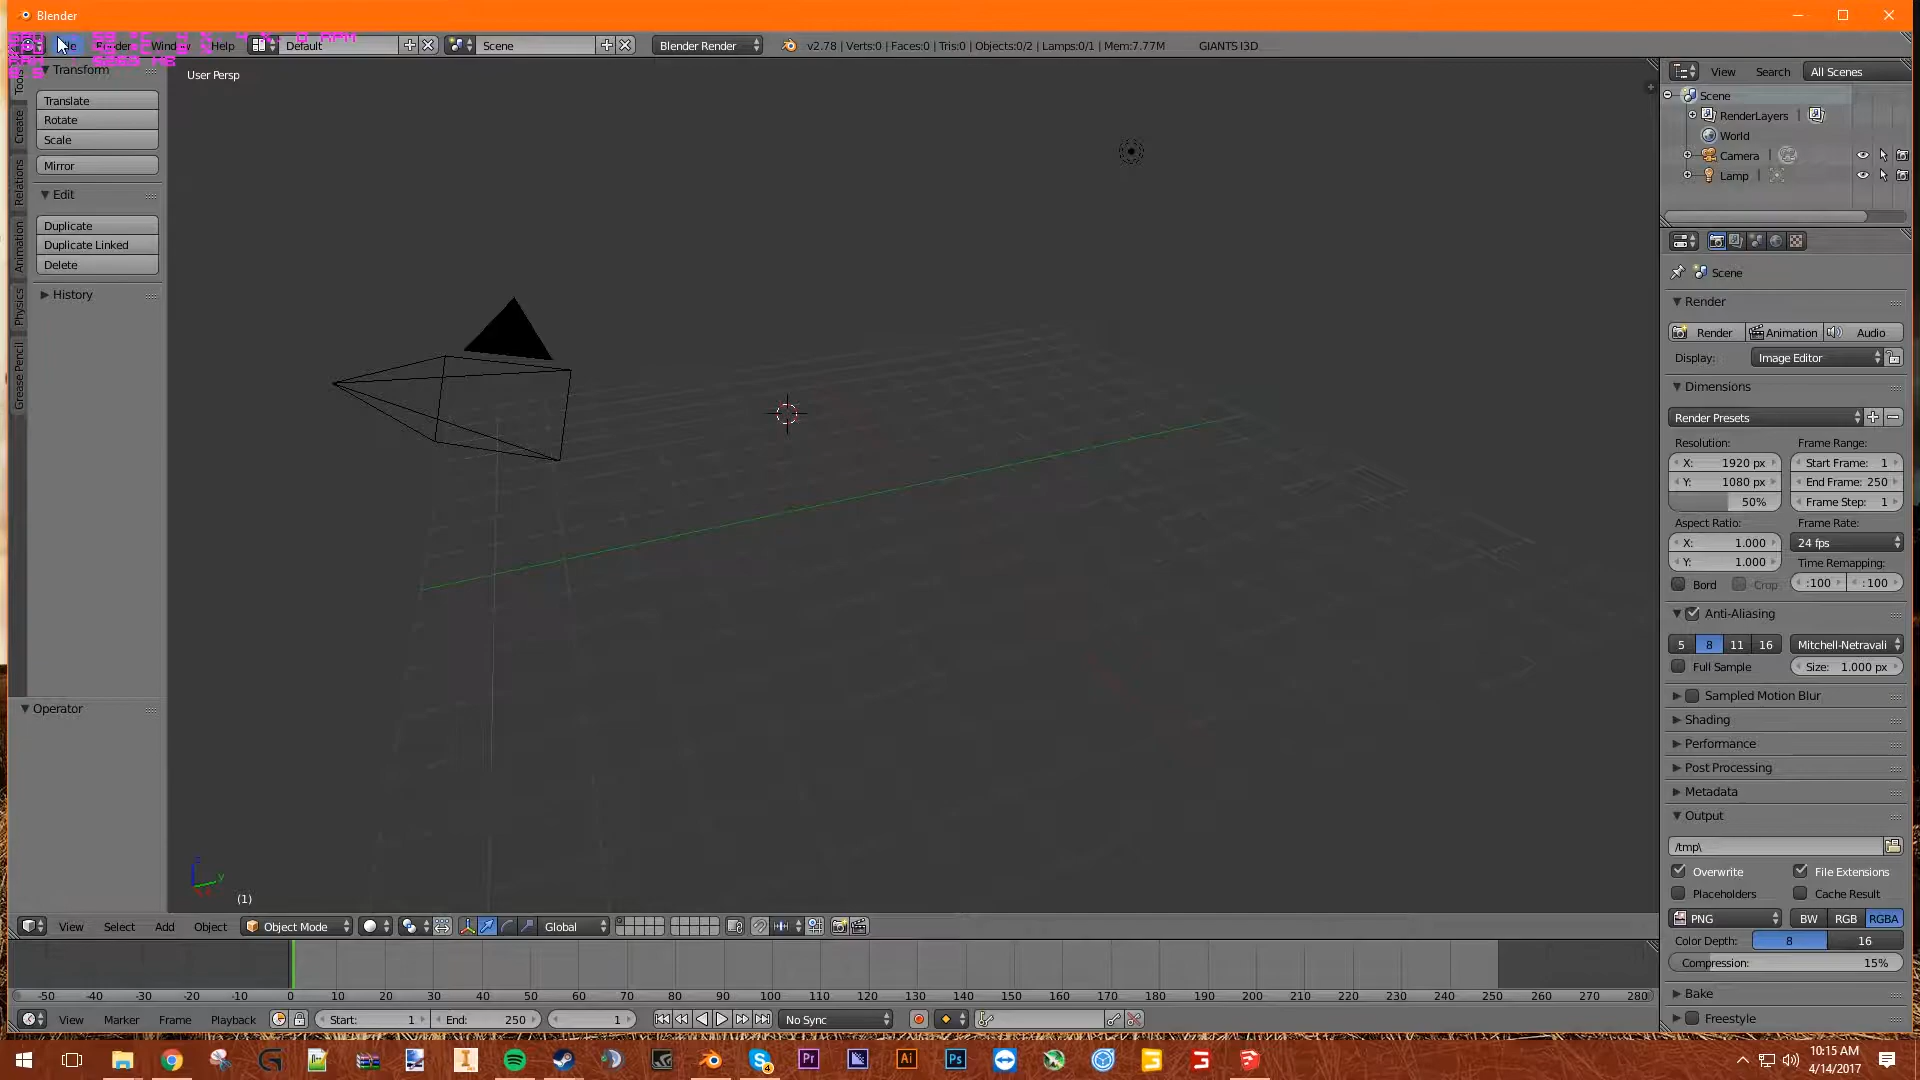 Blender
Render Window Help Default Scene Blender Render v2.78 | Verts:0 | Faces:0 | Tris:0 | Objects:0/2 | Lamps:0/1 | Mem:7.77M GIANTS I3D
Transform
User Persp
Translate
Rotate
Scale
Mirror
Edit
Duplicate
Duplicate Linked
Delete
History
Tools
Create
Relations
Animation
Physics
Grease Pencil
Operator
(1)
View Search All Scenes
Scene
RenderLayers
World
Camera
Lamp
Scene
Render
Render Animation Audio
Display: Image Editor
Dimensions
Render Presets
Resolution: Frame Range:
X: 1920 px Start Frame: 1
Y: 1080 px End Frame: 250
50% Frame Step: 1
Aspect Ratio: Frame Rate:
X: 1.000 24 fps
Y: 1.000 Time Remapping:
Bord Crop :100 :100
Anti-Aliasing
5 8 11 16 Mitchell-Netravali
Full Sample Size: 1.000 px
Sampled Motion Blur
Shading
Performance
Post Processing
Metadata
Output
/tmp\
Overwrite File Extensions
Placeholders Cache Result
PNG BW RGB RGBA
Color Depth: 8 16
Compression: 15%
Bake
Freestyle
View Select Add Object Object Mode Global
-50 -40 -30 -20 -10 0 10 20 30 40 50 60 70 80 90 100 110 120 130 140 150 160 170 180 190 200 210 220 230 240 250 260 270 280
View Marker Frame Playback Start: 1 End: 250 1 No Sync
10:15 AM
4/14/2017